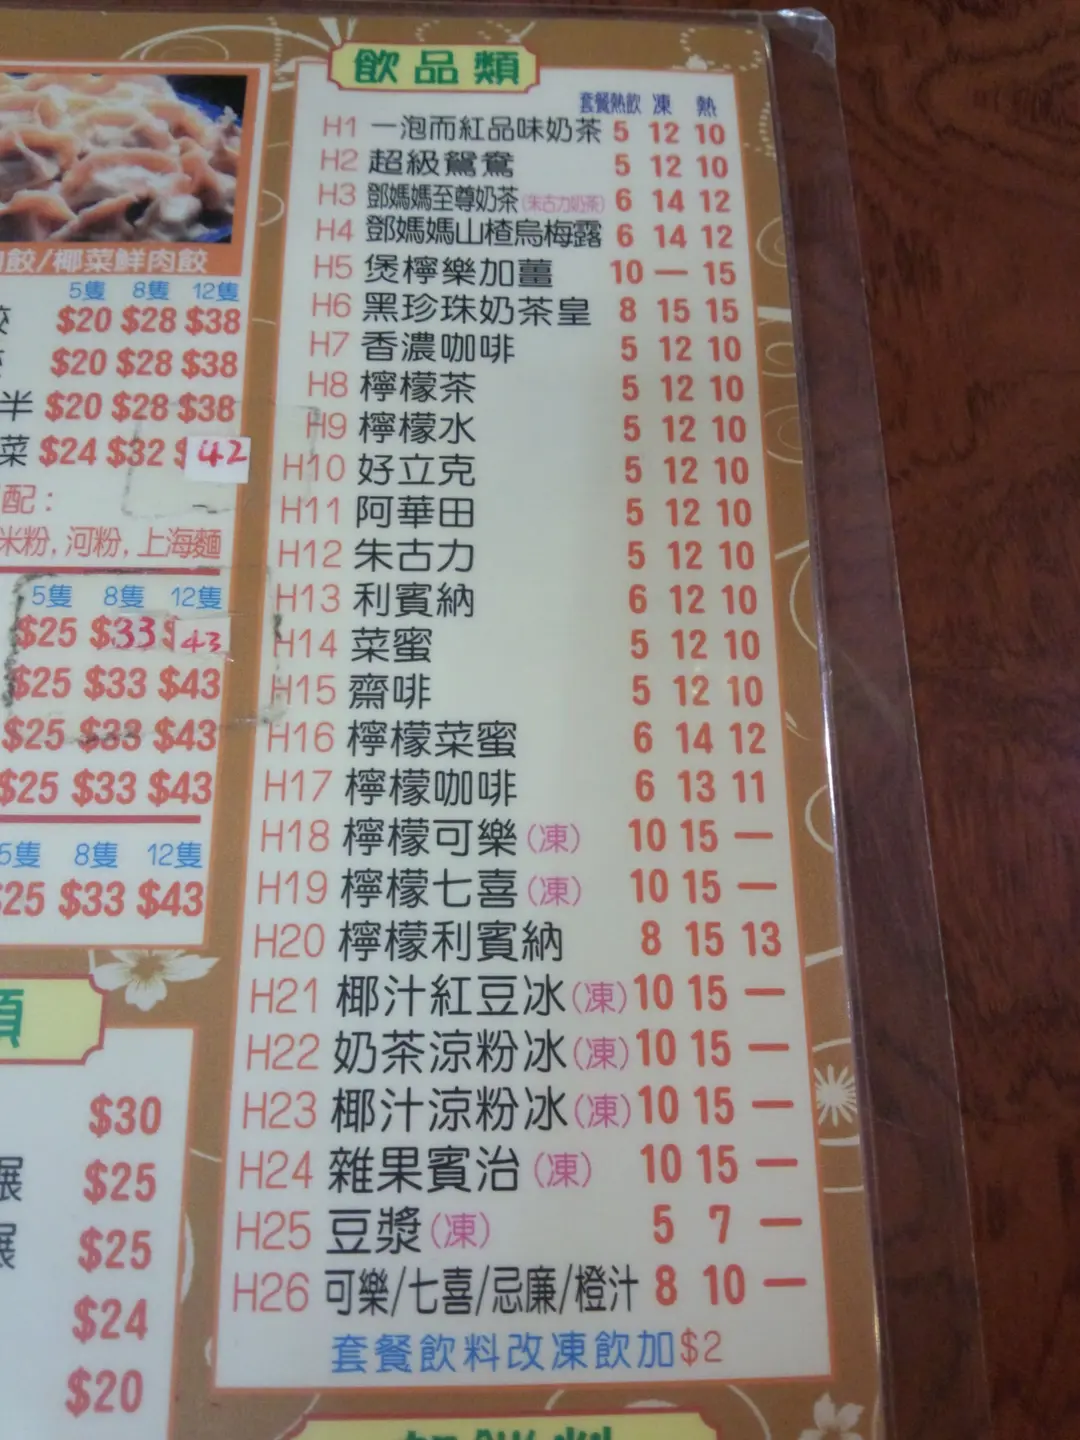 飲品類
套餐熱飲 凍 熱
H1 一泡而紅品味奶茶 5 12 10
H2 超級鴛鴦 5 12 10
H3 鄧媽媽至尊奶茶(朱古力奶茶) 6 14 12
H4 鄧媽媽山楂烏梅露 6 14 12
H5 煲檸樂加薑 10 — 15
H6 黑珍珠奶茶皇 8 15 15
H7 香濃咖啡 5 12 10
H8 檸檬茶 5 12 10
H9 檸檬水 5 12 10
H10 好立克 5 12 10
H11 阿華田 5 12 10
H12 朱古力 5 12 10
H13 利賓納 6 12 10
H14 菜蜜 5 12 10
H15 齋啡 5 12 10
H16 檸檬菜蜜 6 14 12
H17 檸檬咖啡 6 13 11
H18 檸檬可樂(凍) 10 15 —
H19 檸檬七喜(凍) 10 15 —
H20 檸檬利賓納 8 15 13
H21 椰汁紅豆冰(凍) 10 15 —
H22 奶茶涼粉冰(凍) 10 15 —
H23 椰汁涼粉冰(凍) 10 15 —
H24 雜果賓治(凍) 10 15 —
H25 豆漿(凍) 5 7 —
H26 可樂/七喜/忌廉/橙汁 8 10 —
套餐飲料改凍飲加$2
餃/椰菜鮮肉餃
5隻 8隻 12隻
$20 $28 $38
$20 $28 $38
半 $20 $28 $38
菜 $24 $32 $42
配：
米粉, 河粉, 上海麵
5隻 8隻 12隻
$25 $33 $43
$25 $33 $43
$25 $33 $43
$25 $33 $43
5隻 8隻 12隻
$25 $33 $43
類
$30
$25
$25
$24
$20